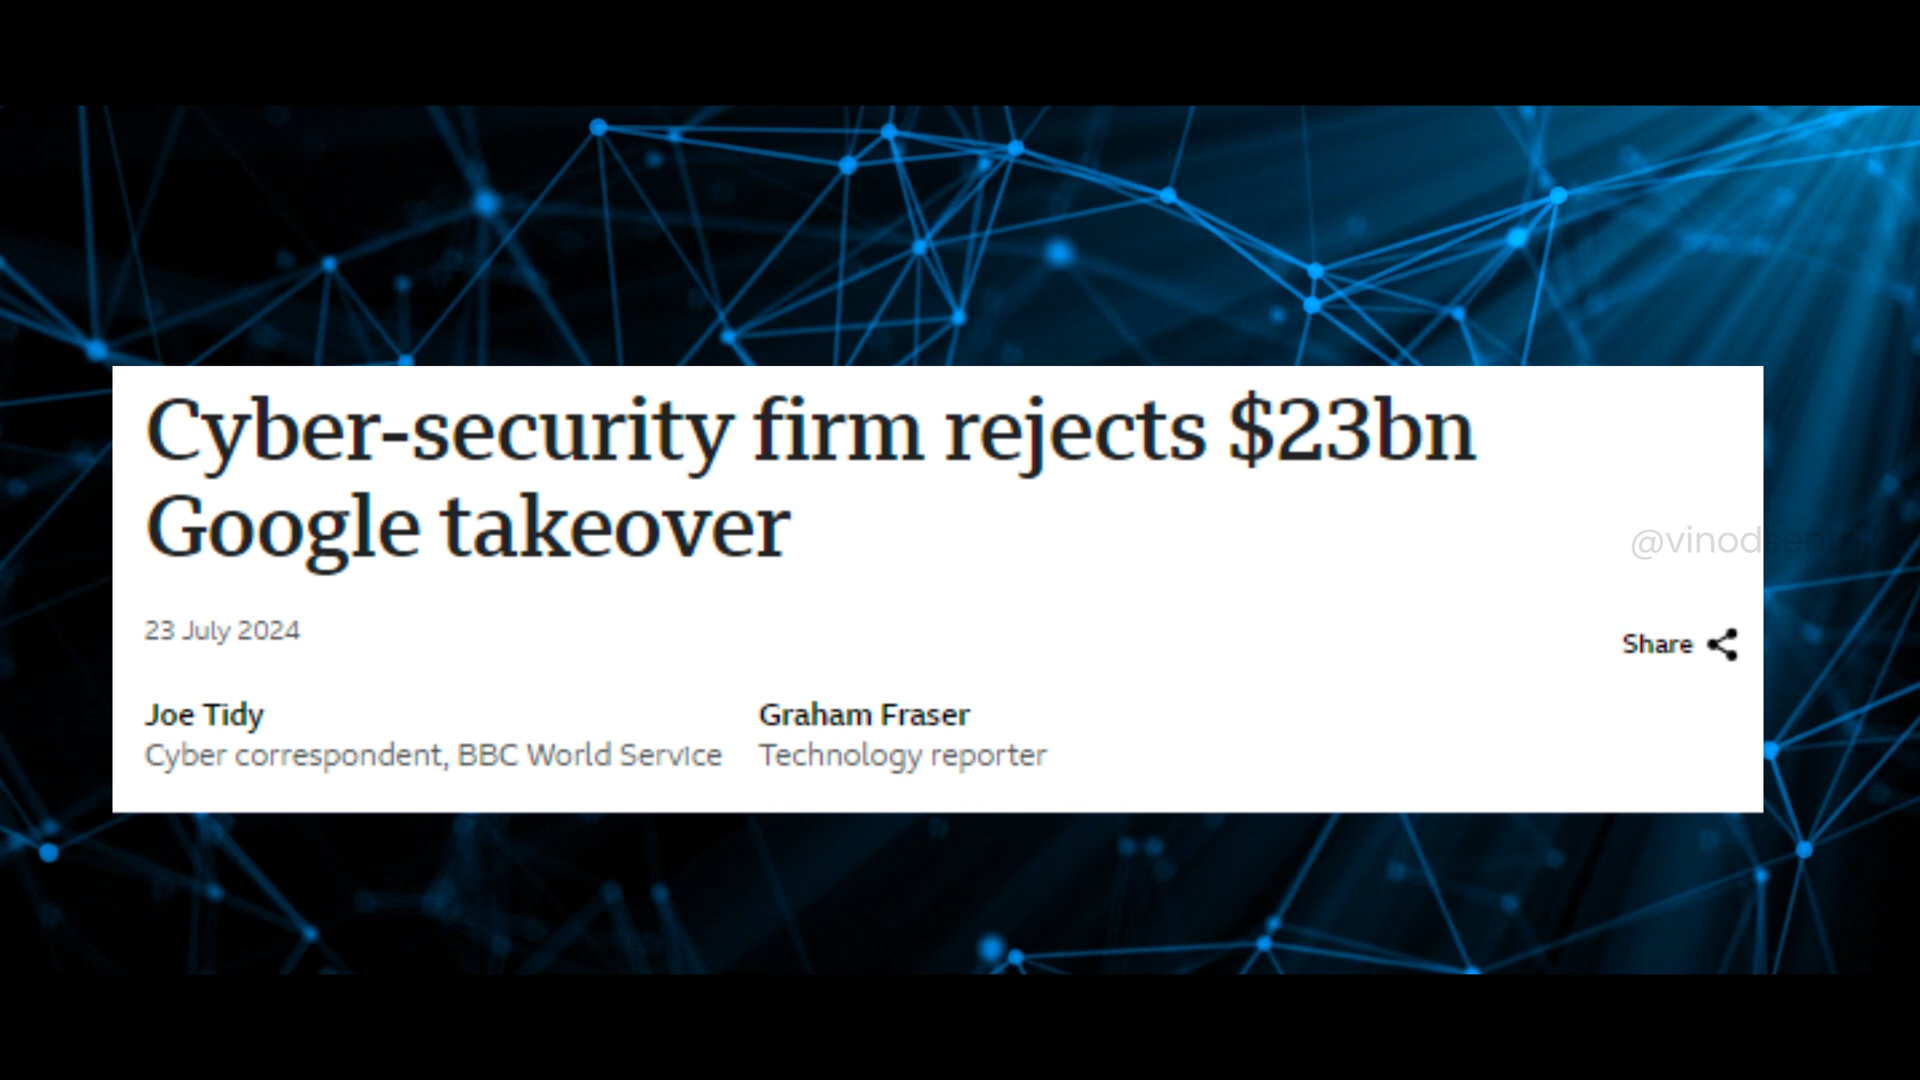 Cyber-security firm rejects $23bn
Google takeover
@vinod
23 July 2024
Share
Joe Tidy
Graham Fraser
Cyber correspondent, BBC World Service
Technology reporter